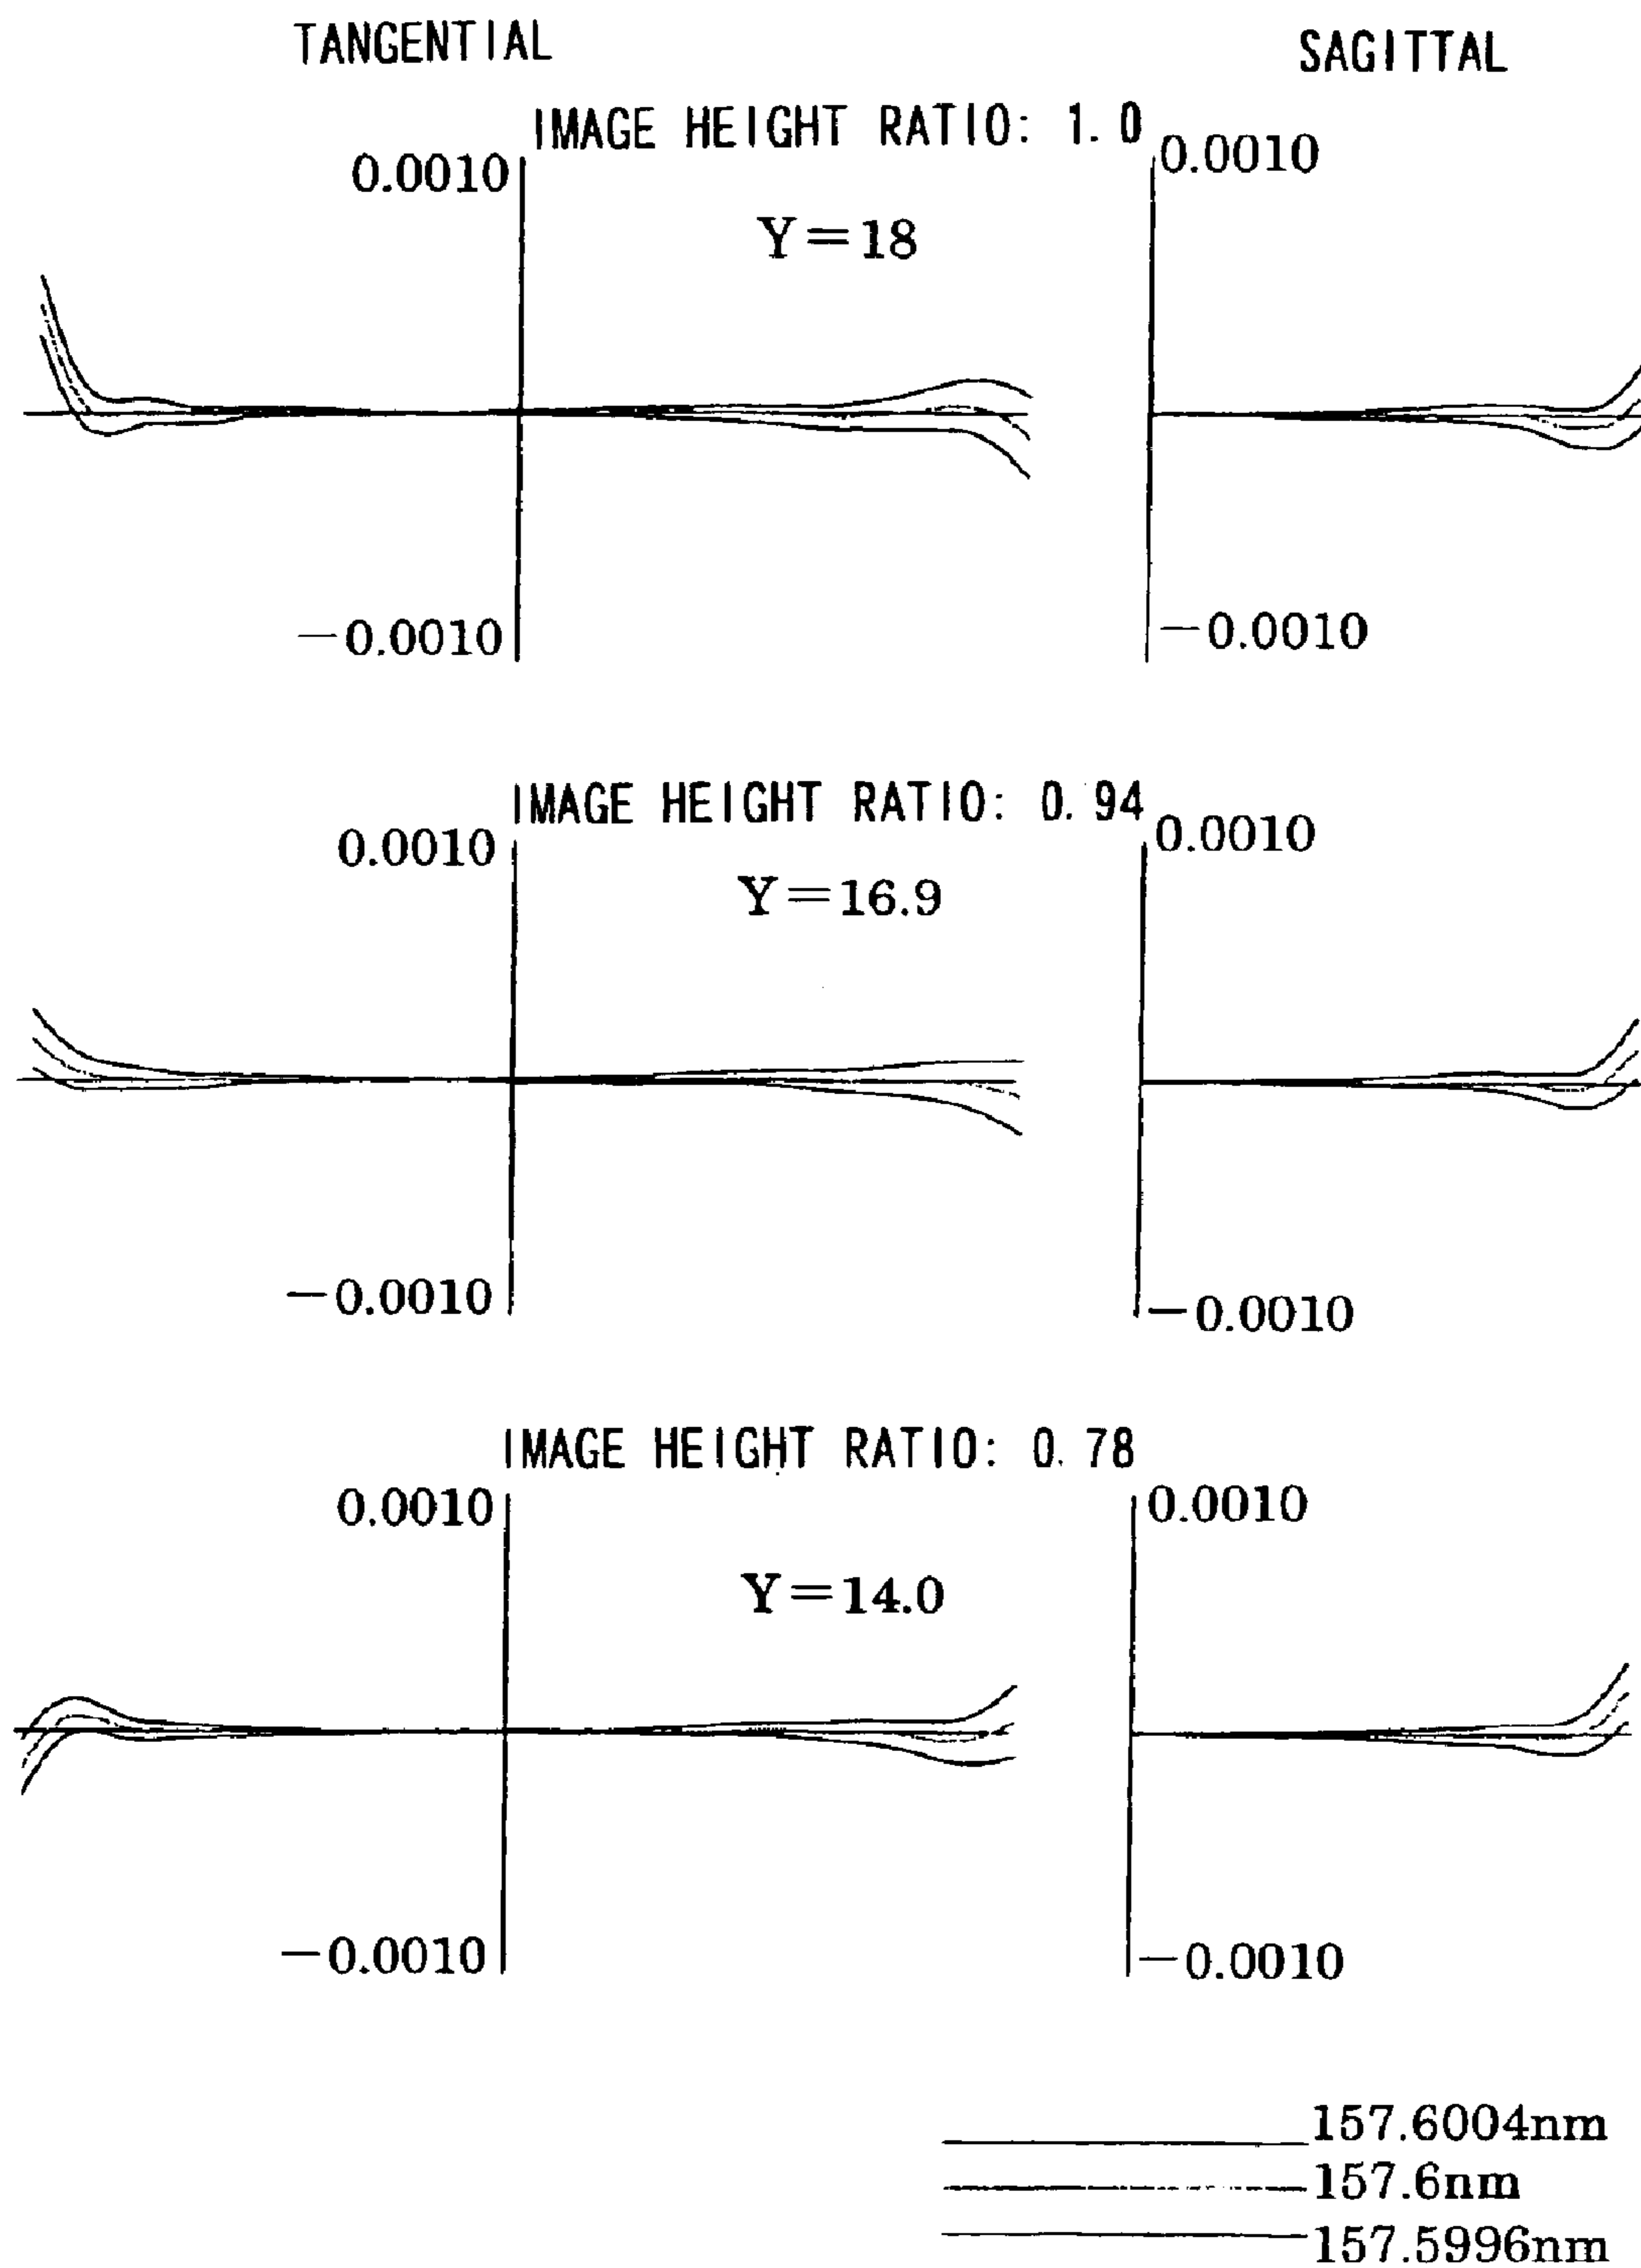 TANGENTIAL
SAGITTAL
IMAGE HEIGHT RATIO: 1.0
0.0010
0.0010
Y=18
−0.0010
−0.0010
IMAGE HEIGHT RATIO: 0.94
0.0010
0.0010
Y=16.9
−0.0010
−0.0010
IMAGE HEIGHT RATIO: 0.78
0.0010
0.0010
Y=14.0
−0.0010
−0.0010
157.6004nm
157.6nm
157.5996nm